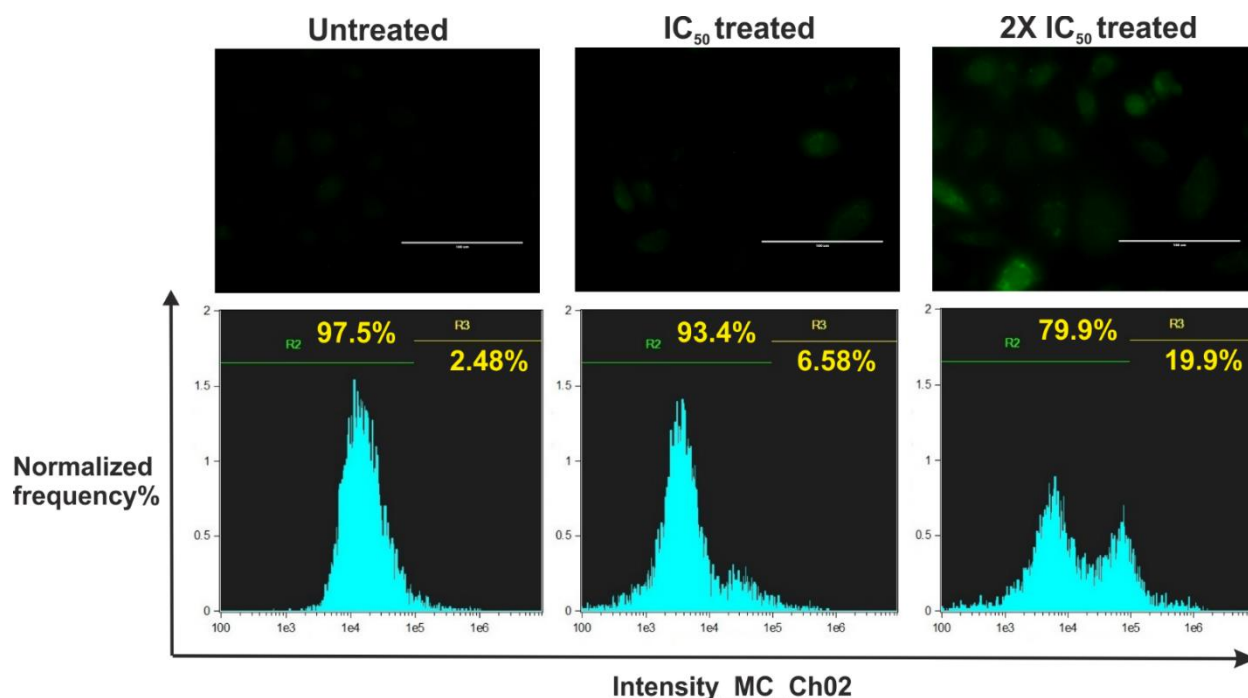 Untreated
IC50 treated
2X IC50 treated
2
97.5%
R3
R2
2.48%
1.5
1
0.5
0
100 1e3 1e4 1e5 1e6
2
93.4%
R3
R2
6.58%
1.5
1
0.5
0
100 1e3 1e4 1e5 1e6
2
79.9%
R3
R2
19.9%
1.5
1
0.5
0
100 1e3 1e4 1e5 1e6
Normalized
frequency%
Intensity_MC_Ch02